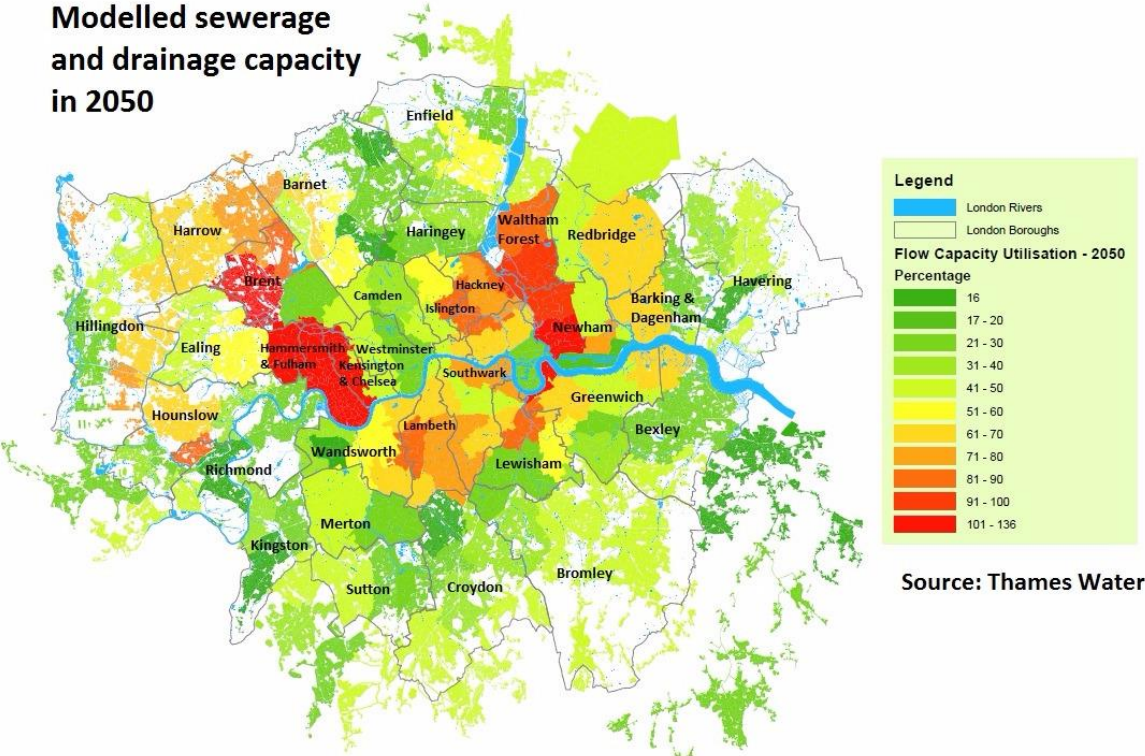 Modelled sewerage
and drainage capacity
in 2050
Enfield
Barnet
Harrow
Haringey
Waltham
Forest
Redbridge
Havering
Brent
Camden
Hackney
Islington
Barking &
Dagenham
Hillingdon
Ealing
Newham
Hammersmith
& Fulham
Westminster
Kensington
& Chelsea
Southwark
Hounslow
Greenwich
Lambeth
Bexley
Wandsworth
Lewisham
Richmond
Merton
Kingston
Sutton
Croydon
Bromley
Legend
London Rivers
London Boroughs
Flow Capacity Utilisation - 2050
Percentage
16
17 - 20
21 - 30
31 - 40
41 - 50
51 - 60
61 - 70
71 - 80
81 - 90
91 - 100
101 - 136
Source: Thames Water